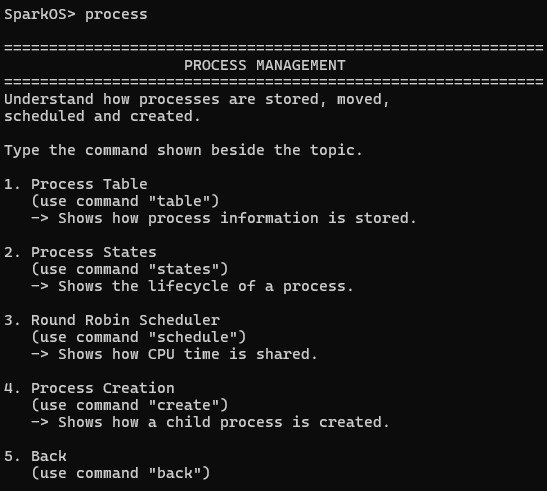 SparkOS> process
============================================================
PROCESS MANAGEMENT
============================================================
Understand how processes are stored, moved,
scheduled and created.
Type the command shown beside the topic.
1. Process Table
(use command "table")
-> Shows how process information is stored.
2. Process States
(use command "states")
-> Shows the lifecycle of a process.
3. Round Robin Scheduler
(use command "schedule")
-> Shows how CPU time is shared.
4. Process Creation
(use command "create")
-> Shows how a child process is created.
5. Back
(use command "back")